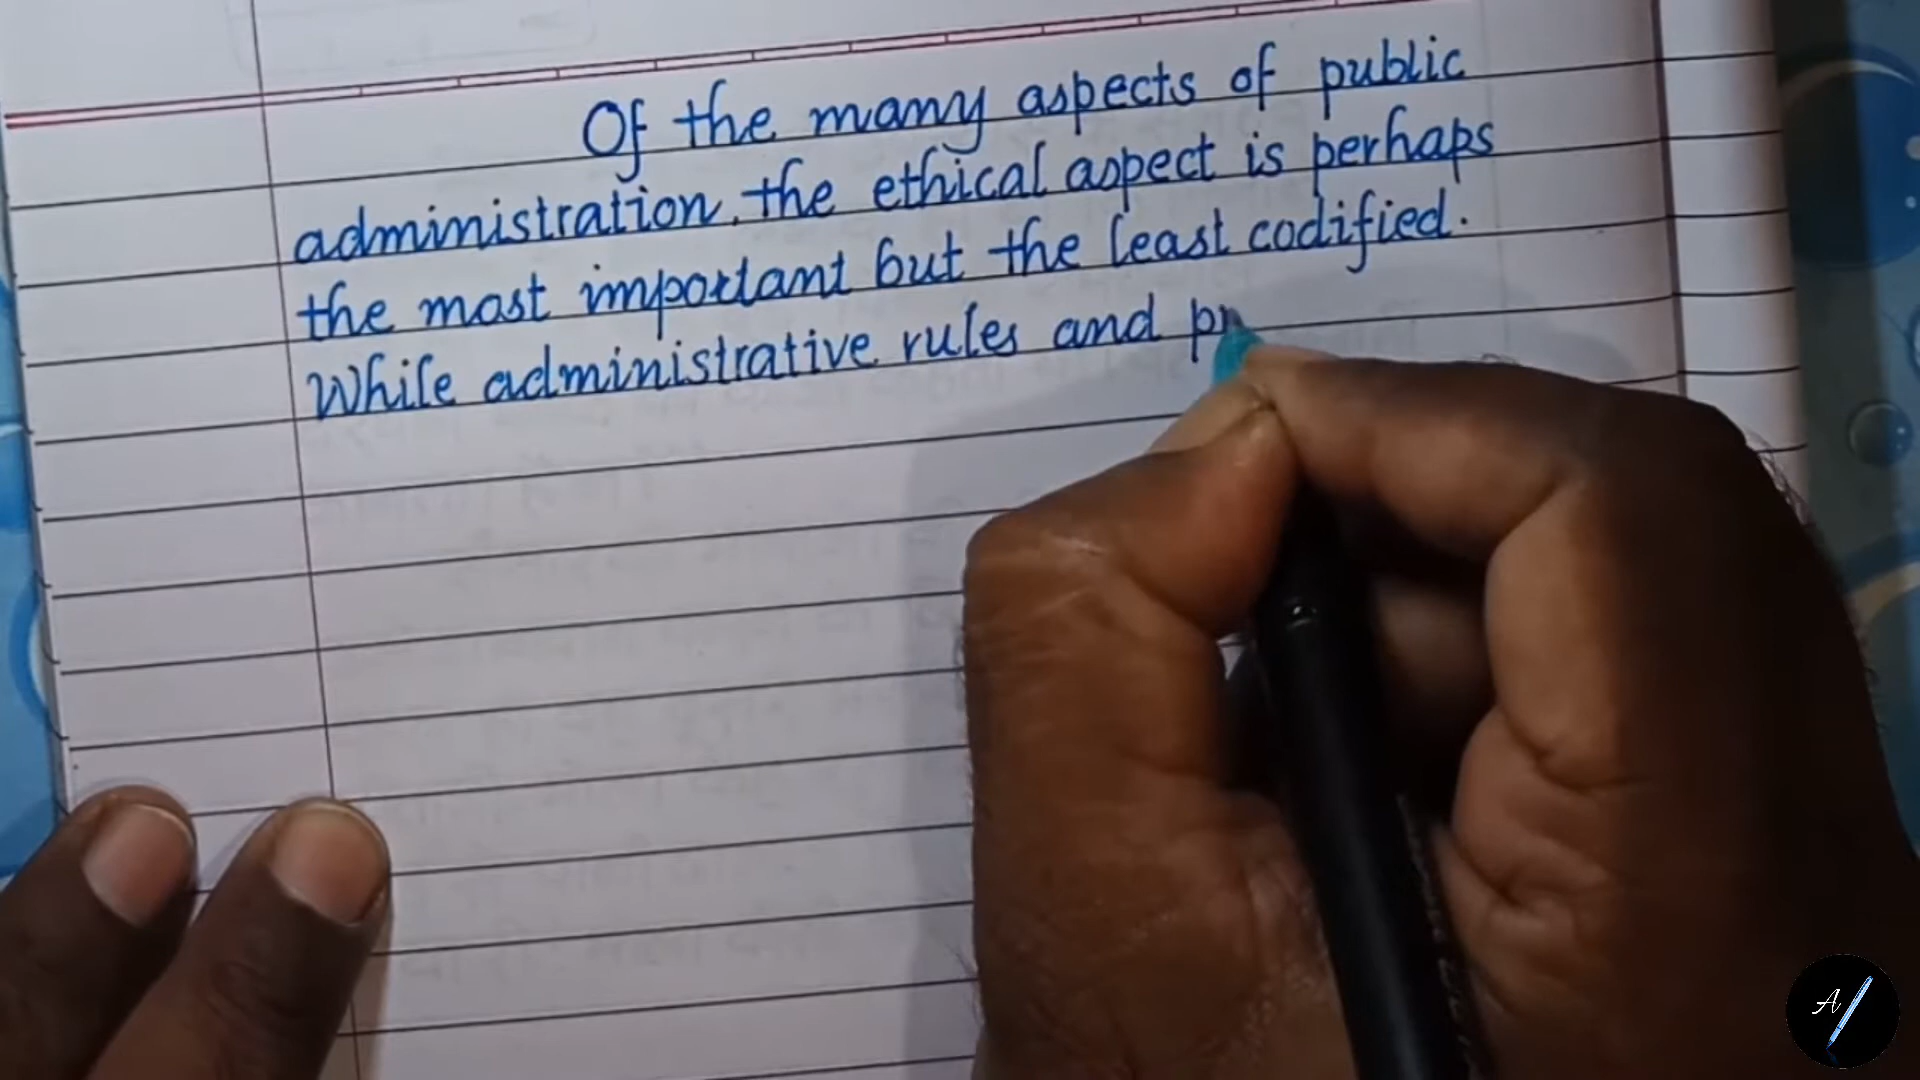 Of the many aspects of public
administration, the ethical aspect is perhaps
the most important but the least codified.
While administrative rules and pr
A